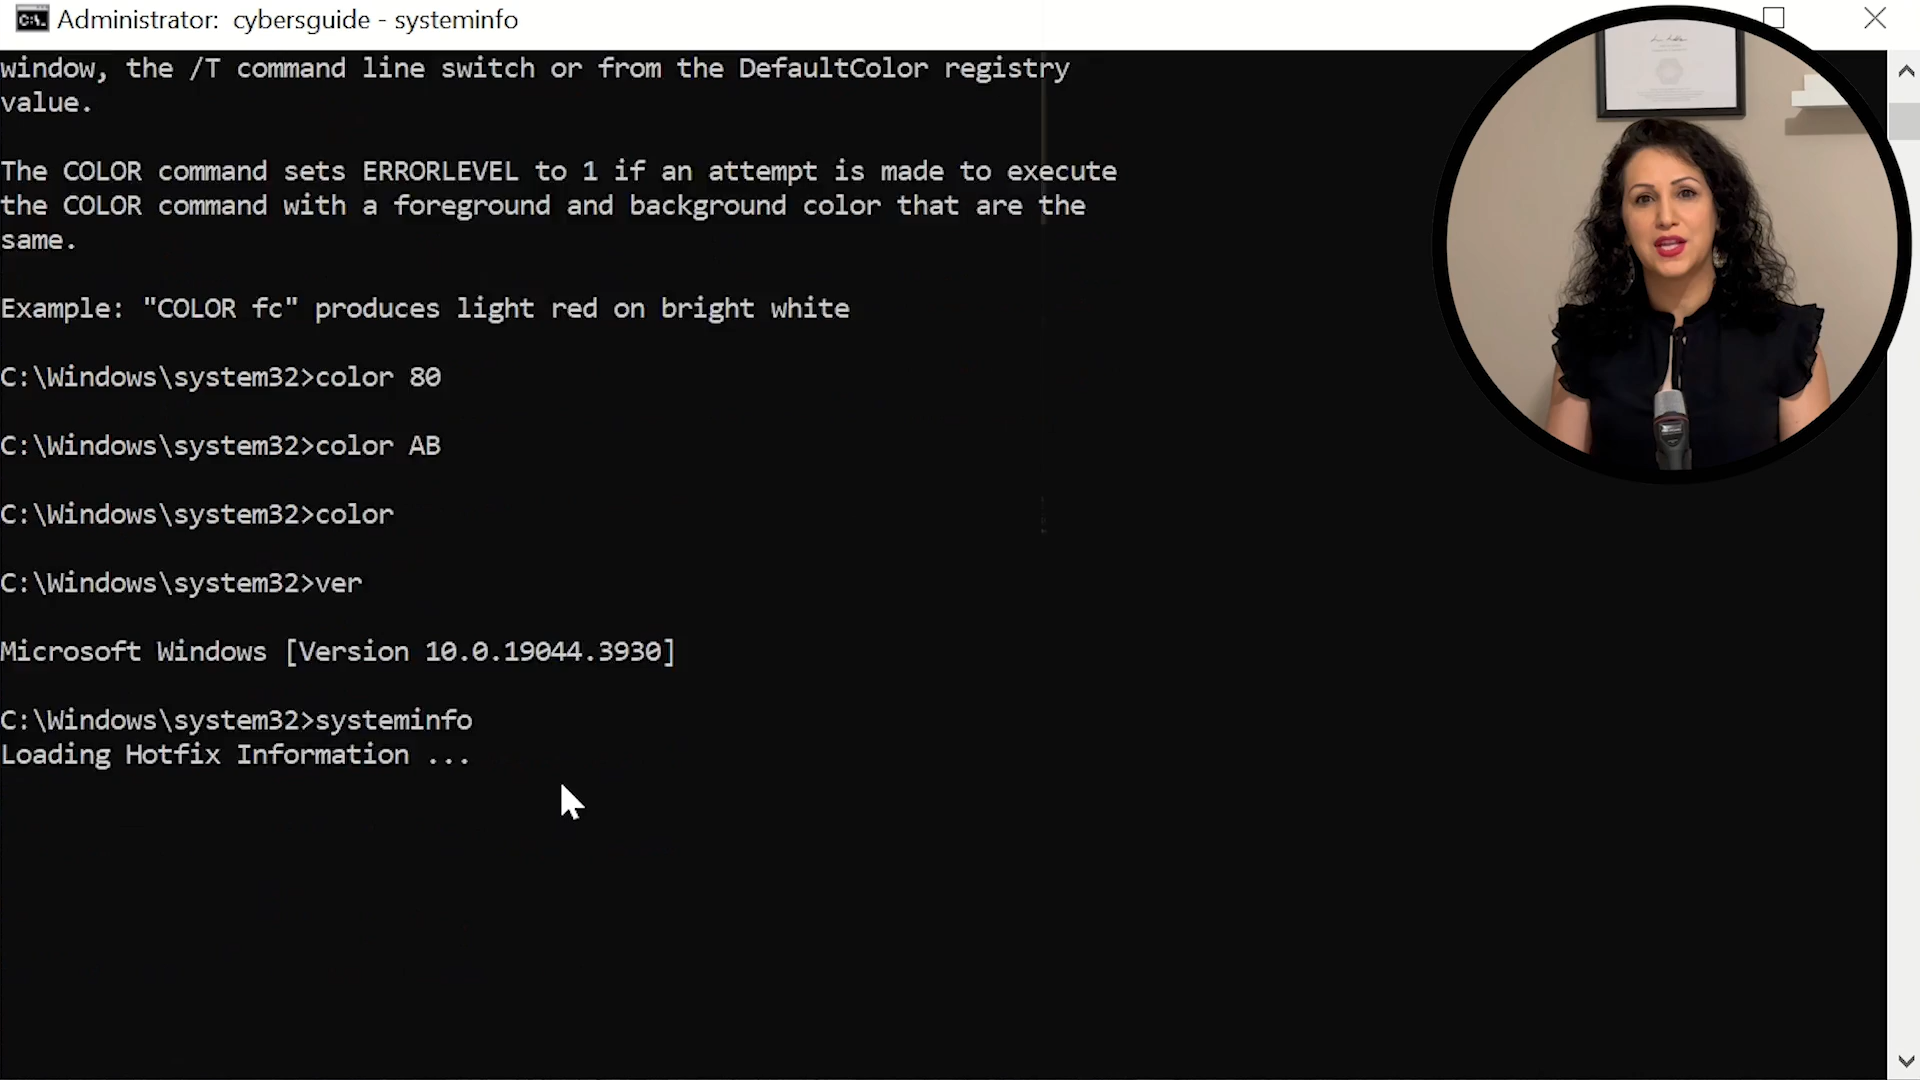 Administrator: cybersguide - systeminfo
window, the /T command line switch or from the DefaultColor registry
value.
The COLOR command sets ERRORLEVEL to 1 if an attempt is made to execute
the COLOR command with a foreground and background color that are the
same.
Example: "COLOR fc" produces light red on bright white
C:\Windows\system32>color 80
C:\Windows\system32>color AB
C:\Windows\system32>color
C:\Windows\system32>ver
Microsoft Windows [Version 10.0.19044.3930]
C:\Windows\system32>systeminfo
Loading Hotfix Information ...